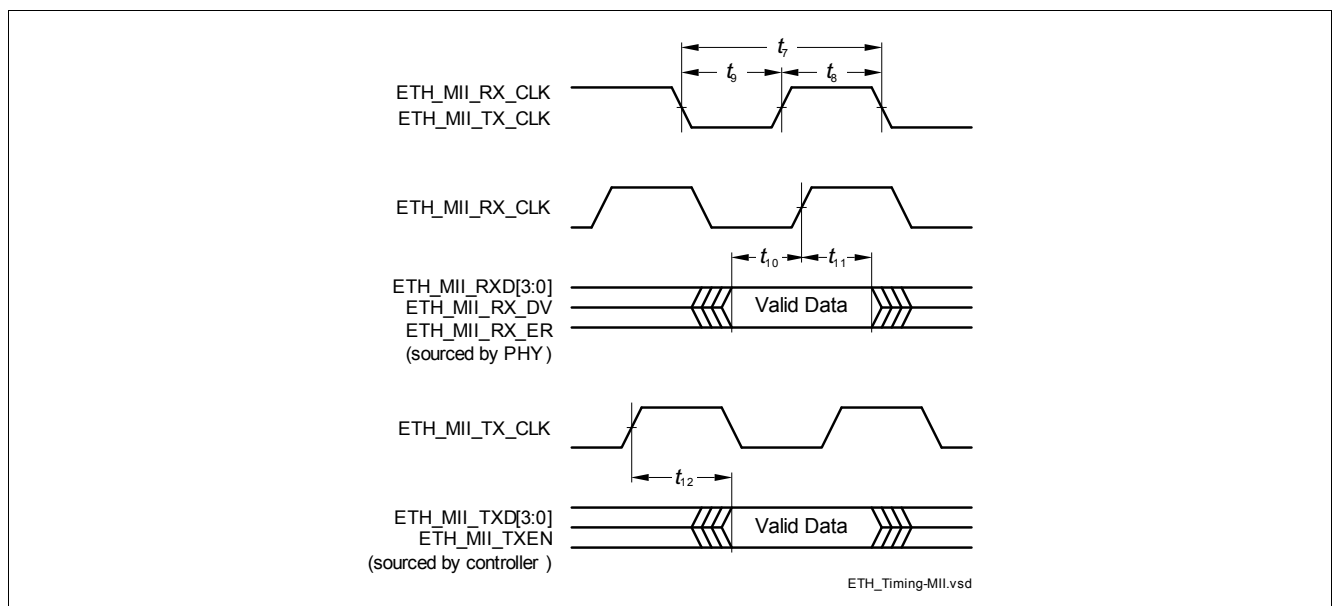 t7
t9 t8
ETH_MII_RX_CLK
ETH_MII_TX_CLK
ETH_MII_RX_CLK
t10 t11
ETH_MII_RXD[3:0]
ETH_MII_RX_DV
ETH_MII_RX_ER
(sourced by PHY )
Valid Data
ETH_MII_TX_CLK
t12
ETH_MII_TXD[3:0]
ETH_MII_TXEN
(sourced by controller )
Valid Data
ETH_Timing-MII.vsd